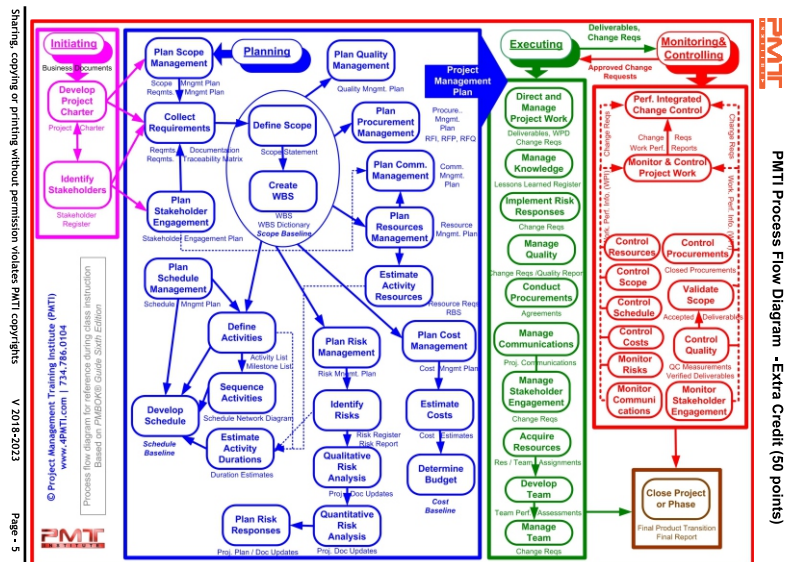 Sharing, copying or printing without permission violates PMTI copyrights
V 2018-2023
Page - 5
PMTI
INSTITUTE
PMTI Process Flow Diagram - Extra Credit (50 points)
Initiating
Business Documents
Develop
Project
Charter
Project Charter
Identify
Stakeholders
Stakeholder
Register
© Project Management Training Institute (PMTI)
www.4PMTI.com | 734.786.0104
Process flow diagram for reference during class instruction
Based on PMBOK® Guide Sixth Edition
PMTI
INSTITUTE
Planning
Plan Scope
Management
Scope Mgmt Plan
Reqmts. Mgmt Plan
Collect
Requirements
Reqmts. Documentation
Reqmts. Traceability Matrix
Plan
Stakeholder
Engagement
Stakeholder Engagement Plan
Define Scope
Scope Statement
Create
WBS
WBS
WBS Dictionary
Scope Baseline
Plan Quality
Management
Quality Mgmt. Plan
Plan
Procurement
Management
Procure..
Mgmt.
Plan
RFI, RFP, RFQ
Plan Comm.
Management
Comm.
Mgmt.
Plan
Plan
Resources
Management
Resource
Mgmt. Plan
Estimate
Activity
Resources
Resource Reqs
RBS
Plan
Schedule
Management
Schedule Mgmt Plan
Define
Activities
Activity List
Milestone List
Sequence
Activities
Schedule Network Diagram
Develop
Schedule
Schedule
Baseline
Estimate
Activity
Durations
Duration Estimates
Plan Risk
Management
Risk Mgmt. Plan
Identify
Risks
Risk Register
Risk Report
Qualitative
Risk
Analysis
Proj. Doc Updates
Quantitative
Risk
Analysis
Proj. Doc Updates
Plan Risk
Responses
Proj. Plan / Doc Updates
Plan Cost
Management
Cost Mgmt Plan
Estimate
Costs
Cost Estimates
Determine
Budget
Cost
Baseline
Project
Management
Plan
Executing
Deliverables,
Change Reqs
Approved Change
Requests
Direct and
Manage
Project Work
Deliverables, WPD
Change Reqs
Manage
Knowledge
Lessons Learned Register
Implement Risk
Responses
Change Reqs
Manage
Quality
Change Reqs /Quality Report
Conduct
Procurements
Agreements
Manage
Communications
Proj. Communications
Manage
Stakeholder
Engagement
Change Reqs
Acquire
Resources
Res / Team Assignments
Develop
Team
Team Perf. Assessments
Manage
Team
Change Reqs
Monitoring&
Controlling
Perf. Integrated
Change Control
Change Reqs
Work Perf. Reports
Monitor & Control
Project Work
Change Reqs
Work. Perf. Info. (WPI)
Change Reqs
Work. Perf. Info. (WPI)
Control
Resources
Control
Scope
Control
Schedule
Control
Costs
Monitor
Risks
Monitor
Communi
cations
Control
Procurements
Closed Procurements
Validate
Scope
Accepted Deliverables
Control
Quality
QC Measurements
Verified Deliverables
Monitor
Stakeholder
Engagement
Close Project
or Phase
Final Product Transition
Final Report